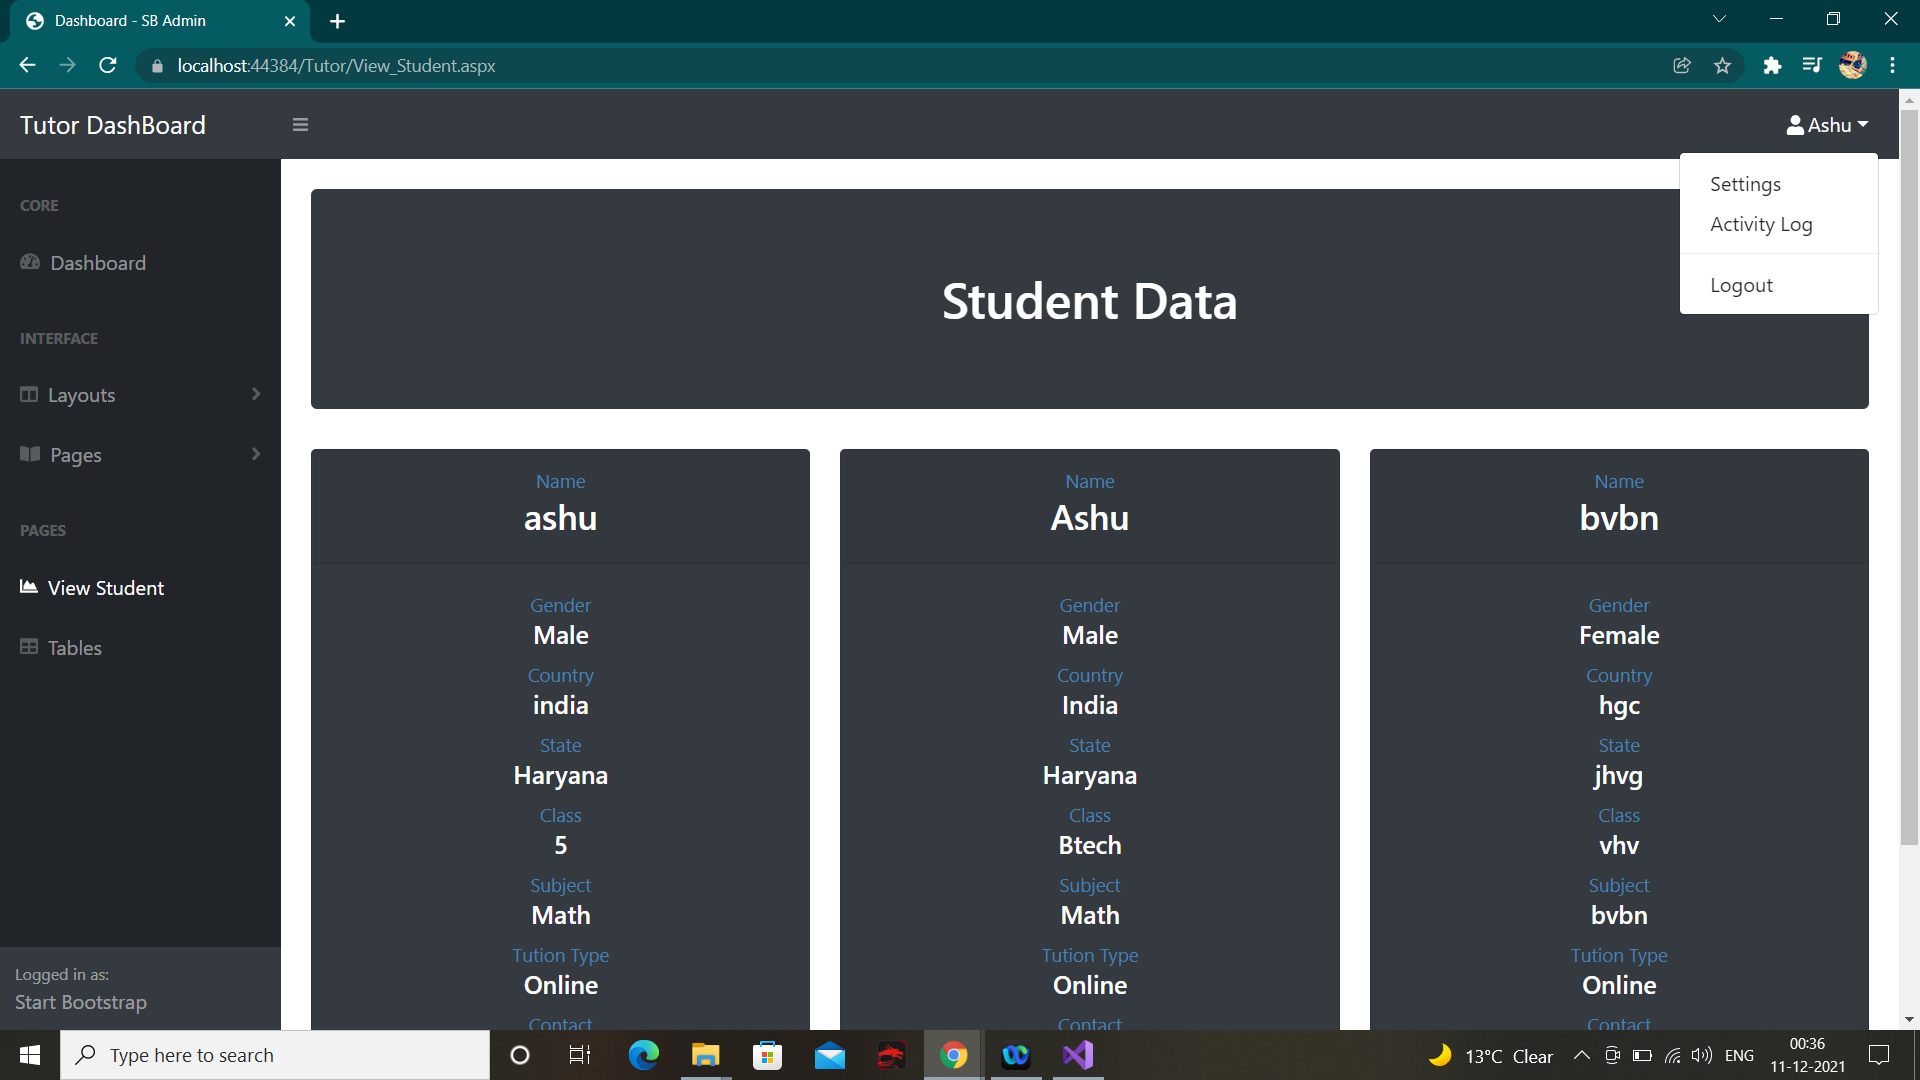 Dashboard - SB Admin
localhost:44384/Tutor/View_Student.aspx
Tutor DashBoard
Ashu
Settings
Activity Log
Logout
CORE
Dashboard
INTERFACE
Layouts
Pages
PAGES
View Student
Tables
Logged in as:
Start Bootstrap
Student Data
Name
ashu
Gender
Male
Country
india
State
Haryana
Class
5
Subject
Math
Tution Type
Online
Contact
Name
Ashu
Gender
Male
Country
India
State
Haryana
Class
Btech
Subject
Math
Tution Type
Online
Contact
Name
bvbn
Gender
Female
Country
hgc
State
jhvg
Class
vhv
Subject
bvbn
Tution Type
Online
Contact
Type here to search
13°C Clear
ENG
00:36
11-12-2021